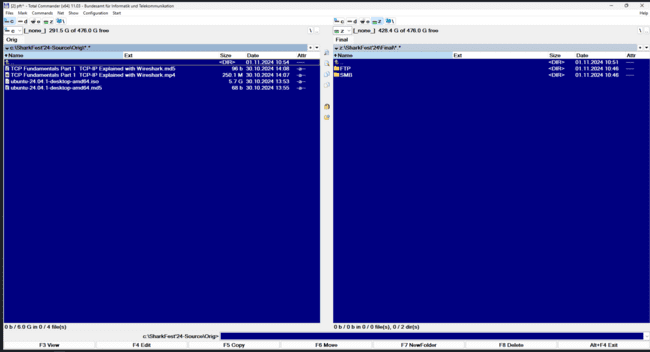 [2] pfr* - Total Commander (x64) 11.03 - Bundesamt für Informatik und Telekommunikation
Files Mark Commands Net Show Configuration Start Help
c d e z \
c [_none_] 291.5 G of 476.0 G free \ ..
c d e z \
z [_none_] 428.4 G of 476.0 G free \ ..
Orig
Final
c:\SharkFest'24-Source\Orig\*.*
z:\SharkFest'24\Final\*.*
Name Ext Size Date Attr
<DIR> 01.11.2024 10:54 ----
TCP Fundamentals Part 1 TCP-IP Explained with Wireshark.md5 96 b 30.10.2024 14:08 -a--
TCP Fundamentals Part 1 TCP-IP Explained with Wireshark.mp4 250.1 M 30.10.2024 14:07 -a--
ubuntu-24.04.1-desktop-amd64.iso 5.7 G 30.10.2024 13:53 -a--
ubuntu-24.04.1-desktop-amd64.md5 68 b 30.10.2024 13:55 -a--
Name Ext Size Date Attr
<DIR> 01.11.2024 10:51 ----
FTP <DIR> 01.11.2024 10:46 ----
SMB <DIR> 01.11.2024 10:46 ----
0 b / 6.0 G in 0 / 4 file(s)
0 b / 0 b in 0 / 0 file(s), 0 / 2 dir(s)
c:\SharkFest'24-Source\Orig>
F3 View F4 Edit F5 Copy F6 Move F7 NewFolder F8 Delete Alt+F4 Exit